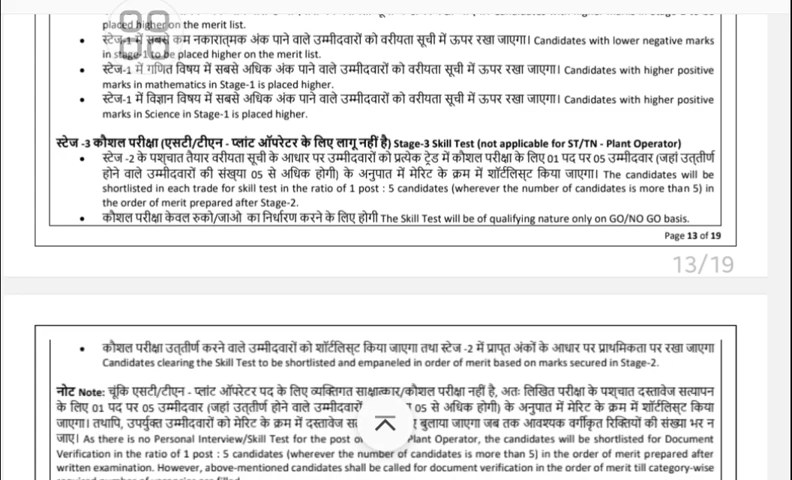 placed higher on the merit list.
• स्टेज-1 में सबसे कम नकारात्मक अंक पाने वाले उम्मीदवारों को वरीयता सूची में ऊपर रखा जाएगा। Candidates with lower negative marks
in stage-1 to be placed higher on the merit list.
• स्टेज-1 में गणित विषय में सबसे अधिक अंक पाने वाले उम्मीदवारों को वरीयता सूची में ऊपर रखा जाएगा। Candidates with higher positive
marks in mathematics in Stage-1 is placed higher.
• स्टेज-1 में विज्ञान विषय में सबसे अधिक अंक पाने वाले उम्मीदवारों को वरीयता सूची में ऊपर रखा जाएगा। Candidates with higher positive
marks in Science in Stage-1 is placed higher.
स्टेज -3 कौशल परीक्षा (एसटी/टीएन - प्लांट ऑपरेटर के लिए लागू नहीं है) Stage-3 Skill Test (not applicable for ST/TN - Plant Operator)
• स्टेज -2 के पश्चात तैयार वरीयता सूची के आधार पर उम्मीदवारों को प्रत्येक ट्रेड में कौशल परीक्षा के लिए 01 पद पर 05 उम्मीदवार (जहां उत्तीर्ण
होने वाले उम्मीदवारों की संख्या 05 से अधिक होगी) के अनुपात में मेरिट के क्रम में शॉर्टलिस्ट किया जाएगा। The candidates will be
shortlisted in each trade for skill test in the ratio of 1 post : 5 candidates (wherever the number of candidates is more than 5) in
the order of merit prepared after Stage-2.
• कौशल परीक्षा केवल रुको/जाओ का निर्धारण करने के लिए होगी The Skill Test will be of qualifying nature only on GO/NO GO basis.
Page 13 of 19
13/19
• कौशल परीक्षा उत्तीर्ण करने वाले उम्मीदवारों को शॉर्टलिस्ट किया जाएगा तथा स्टेज -2 में प्राप्त अंकों के आधार पर प्राथमिकता पर रखा जाएगा
Candidates clearing the Skill Test to be shortlisted and empaneled in order of merit based on marks secured in Stage-2.
नोट Note: चूंकि एसटी/टीएन - प्लांट ऑपरेटर पद के लिए व्यक्तिगत साक्षात्कार/कौशल परीक्षा नहीं है, अतः लिखित परीक्षा के पश्चात दस्तावेज सत्यापन
के लिए 01 पद पर 05 उम्मीदवार (जहां उत्तीर्ण होने वाले उम्मीदवारों 05 से अधिक होगी) के अनुपात में मेरिट के क्रम में शॉर्टलिस्ट किया
जाएगा। तथापि, उपर्युक्त उम्मीदवारों को मेरिट के क्रम में दस्तावेज बुलाया जाएगा जब तक आवश्यक वर्गीकृत रिक्तियों की संख्या भर न
जाए। As there is no Personal Interview/Skill Test for the post Plant Operator, the candidates will be shortlisted for Document
Verification in the ratio of 1 post : 5 candidates (wherever the number of candidates is more than 5) in the order of merit prepared after
written examination. However, above-mentioned candidates shall be called for document verification in the order of merit till category-wise